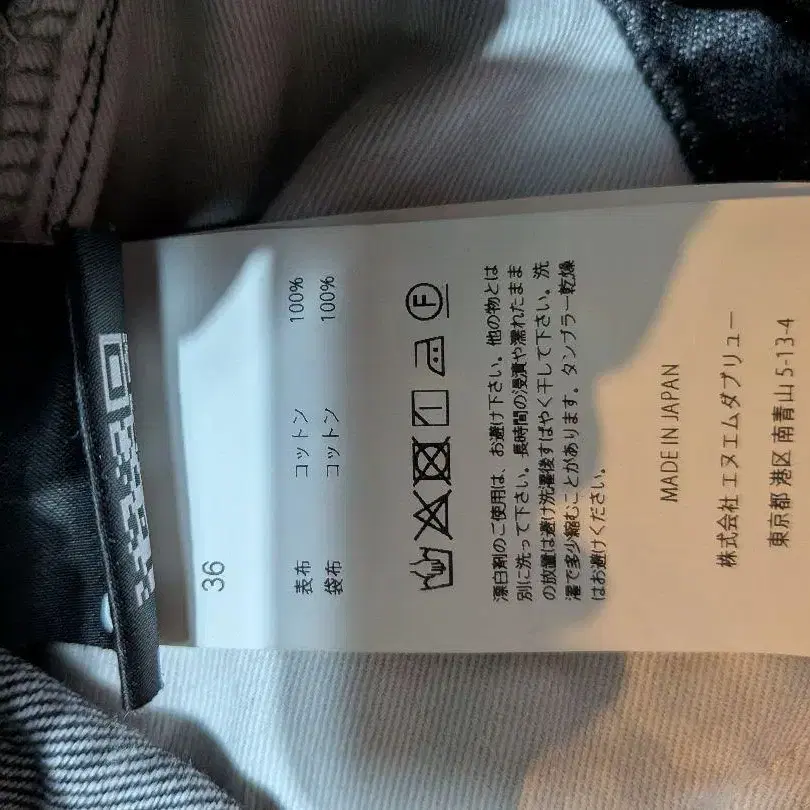 36
表布 コットン 100%
袋布 コットン 100%
F
漂白剤のご使用は、お避け下さい。他の物とは
別に洗って下さい。長時間の浸漬や濡れたまま
の放置は避け洗濯後すばやく干して下さい。洗
濯で多少縮むことがあります。タンブラー乾燥
はお避けください。
MADE IN JAPAN
株式会社 エヌエムダブリュー
東京都 港区 南青山 5-13-4